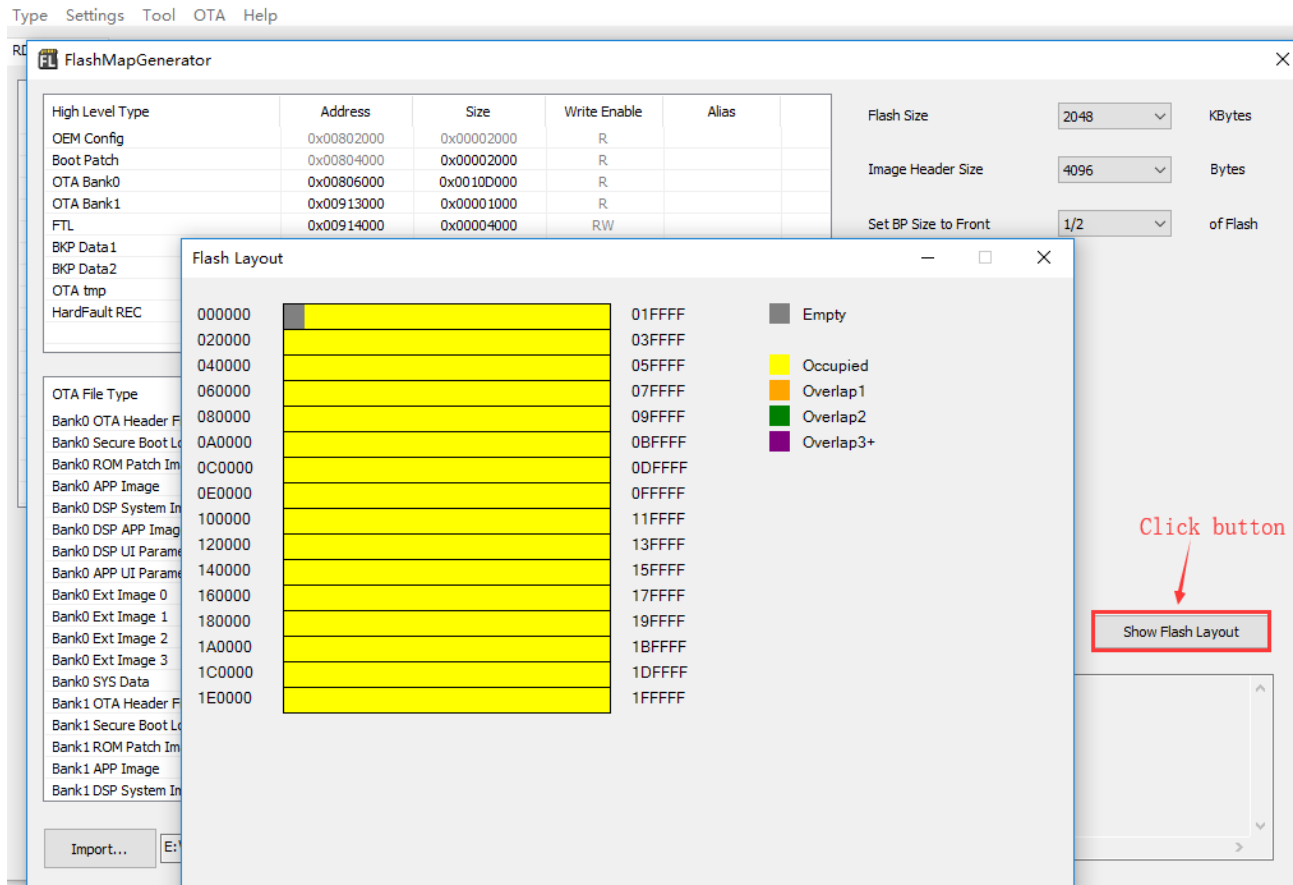 Type Settings Tool OTA Help
FlashMapGenerator
High Level Type Address Size Write Enable Alias
OEM Config 0x00802000 0x00002000 R
Boot Patch 0x00804000 0x00002000 R
OTA Bank0 0x00806000 0x0010D000 R
OTA Bank1 0x00913000 0x00001000 R
FTL 0x00914000 0x00004000 RW
BKP Data1
BKP Data2
OTA tmp
HardFault REC
Flash Size 2048 KBytes
Image Header Size 4096 Bytes
Set BP Size to Front 1/2 of Flash
OTA File Type
Bank0 OTA Header F
Bank0 Secure Boot Lo
Bank0 ROM Patch Im
Bank0 APP Image
Bank0 DSP System Im
Bank0 DSP APP Imag
Bank0 DSP UI Parame
Bank0 APP UI Parame
Bank0 Ext Image 0
Bank0 Ext Image 1
Bank0 Ext Image 2
Bank0 Ext Image 3
Bank0 SYS Data
Bank1 OTA Header F
Bank1 Secure Boot Lo
Bank1 ROM Patch Im
Bank1 APP Image
Bank1 DSP System Im
Import... E:\
Flash Layout
000000 01FFFF
020000 03FFFF
040000 05FFFF
060000 07FFFF
080000 09FFFF
0A0000 0BFFFF
0C0000 0DFFFF
0E0000 0FFFFF
100000 11FFFF
120000 13FFFF
140000 15FFFF
160000 17FFFF
180000 19FFFF
1A0000 1BFFFF
1C0000 1DFFFF
1E0000 1FFFFF
Empty
Occupied
Overlap1
Overlap2
Overlap3+
Click button
Show Flash Layout